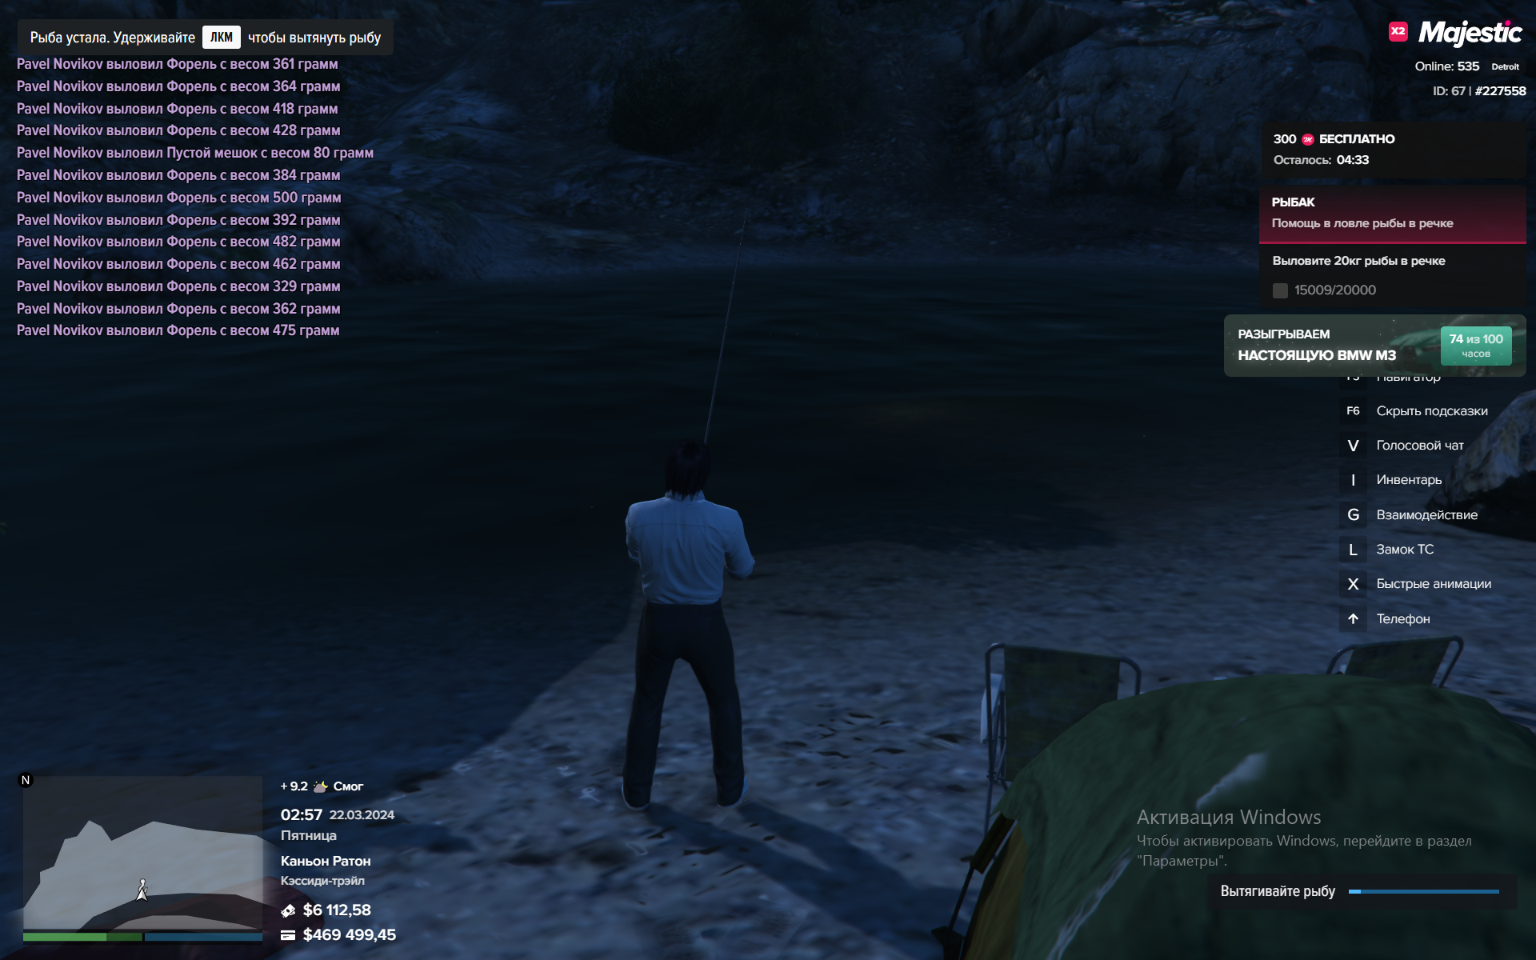 Рыба устала. Удерживайте ЛКМ чтобы вытянуть рыбу
Pavel Novikov выловил Форель с весом 361 грамм
Pavel Novikov выловил Форель с весом 364 грамм
Pavel Novikov выловил Форель с весом 418 грамм
Pavel Novikov выловил Форель с весом 428 грамм
Pavel Novikov выловил Пустой мешок с весом 80 грамм
Pavel Novikov выловил Форель с весом 384 грамм
Pavel Novikov выловил Форель с весом 500 грамм
Pavel Novikov выловил Форель с весом 392 грамм
Pavel Novikov выловил Форель с весом 482 грамм
Pavel Novikov выловил Форель с весом 462 грамм
Pavel Novikov выловил Форель с весом 329 грамм
Pavel Novikov выловил Форель с весом 362 грамм
Pavel Novikov выловил Форель с весом 475 грамм
X2 Majestic
Online: 535 Detroit
ID: 67 | #227558
300 БЕСПЛАТНО
Осталось: 04:33
РЫБАК
Помощь в ловле рыбы в речке
Выловите 20кг рыбы в речке
15009/20000
РАЗЫГРЫВАЕМ
НАСТОЯЩУЮ BMW M3
74 из 100
часов
Навигатор
F6 Скрыть подсказки
V Голосовой чат
I Инвентарь
G Взаимодействие
L Замок ТС
X Быстрые анимации
Телефон
N
+ 9.2 Смог
02:57 22.03.2024
Пятница
Каньон Ратон
Кэссиди-трэйл
$6 112,58
$469 499,45
Активация Windows
Чтобы активировать Windows, перейдите в раздел
"Параметры".
Вытягивайте рыбу